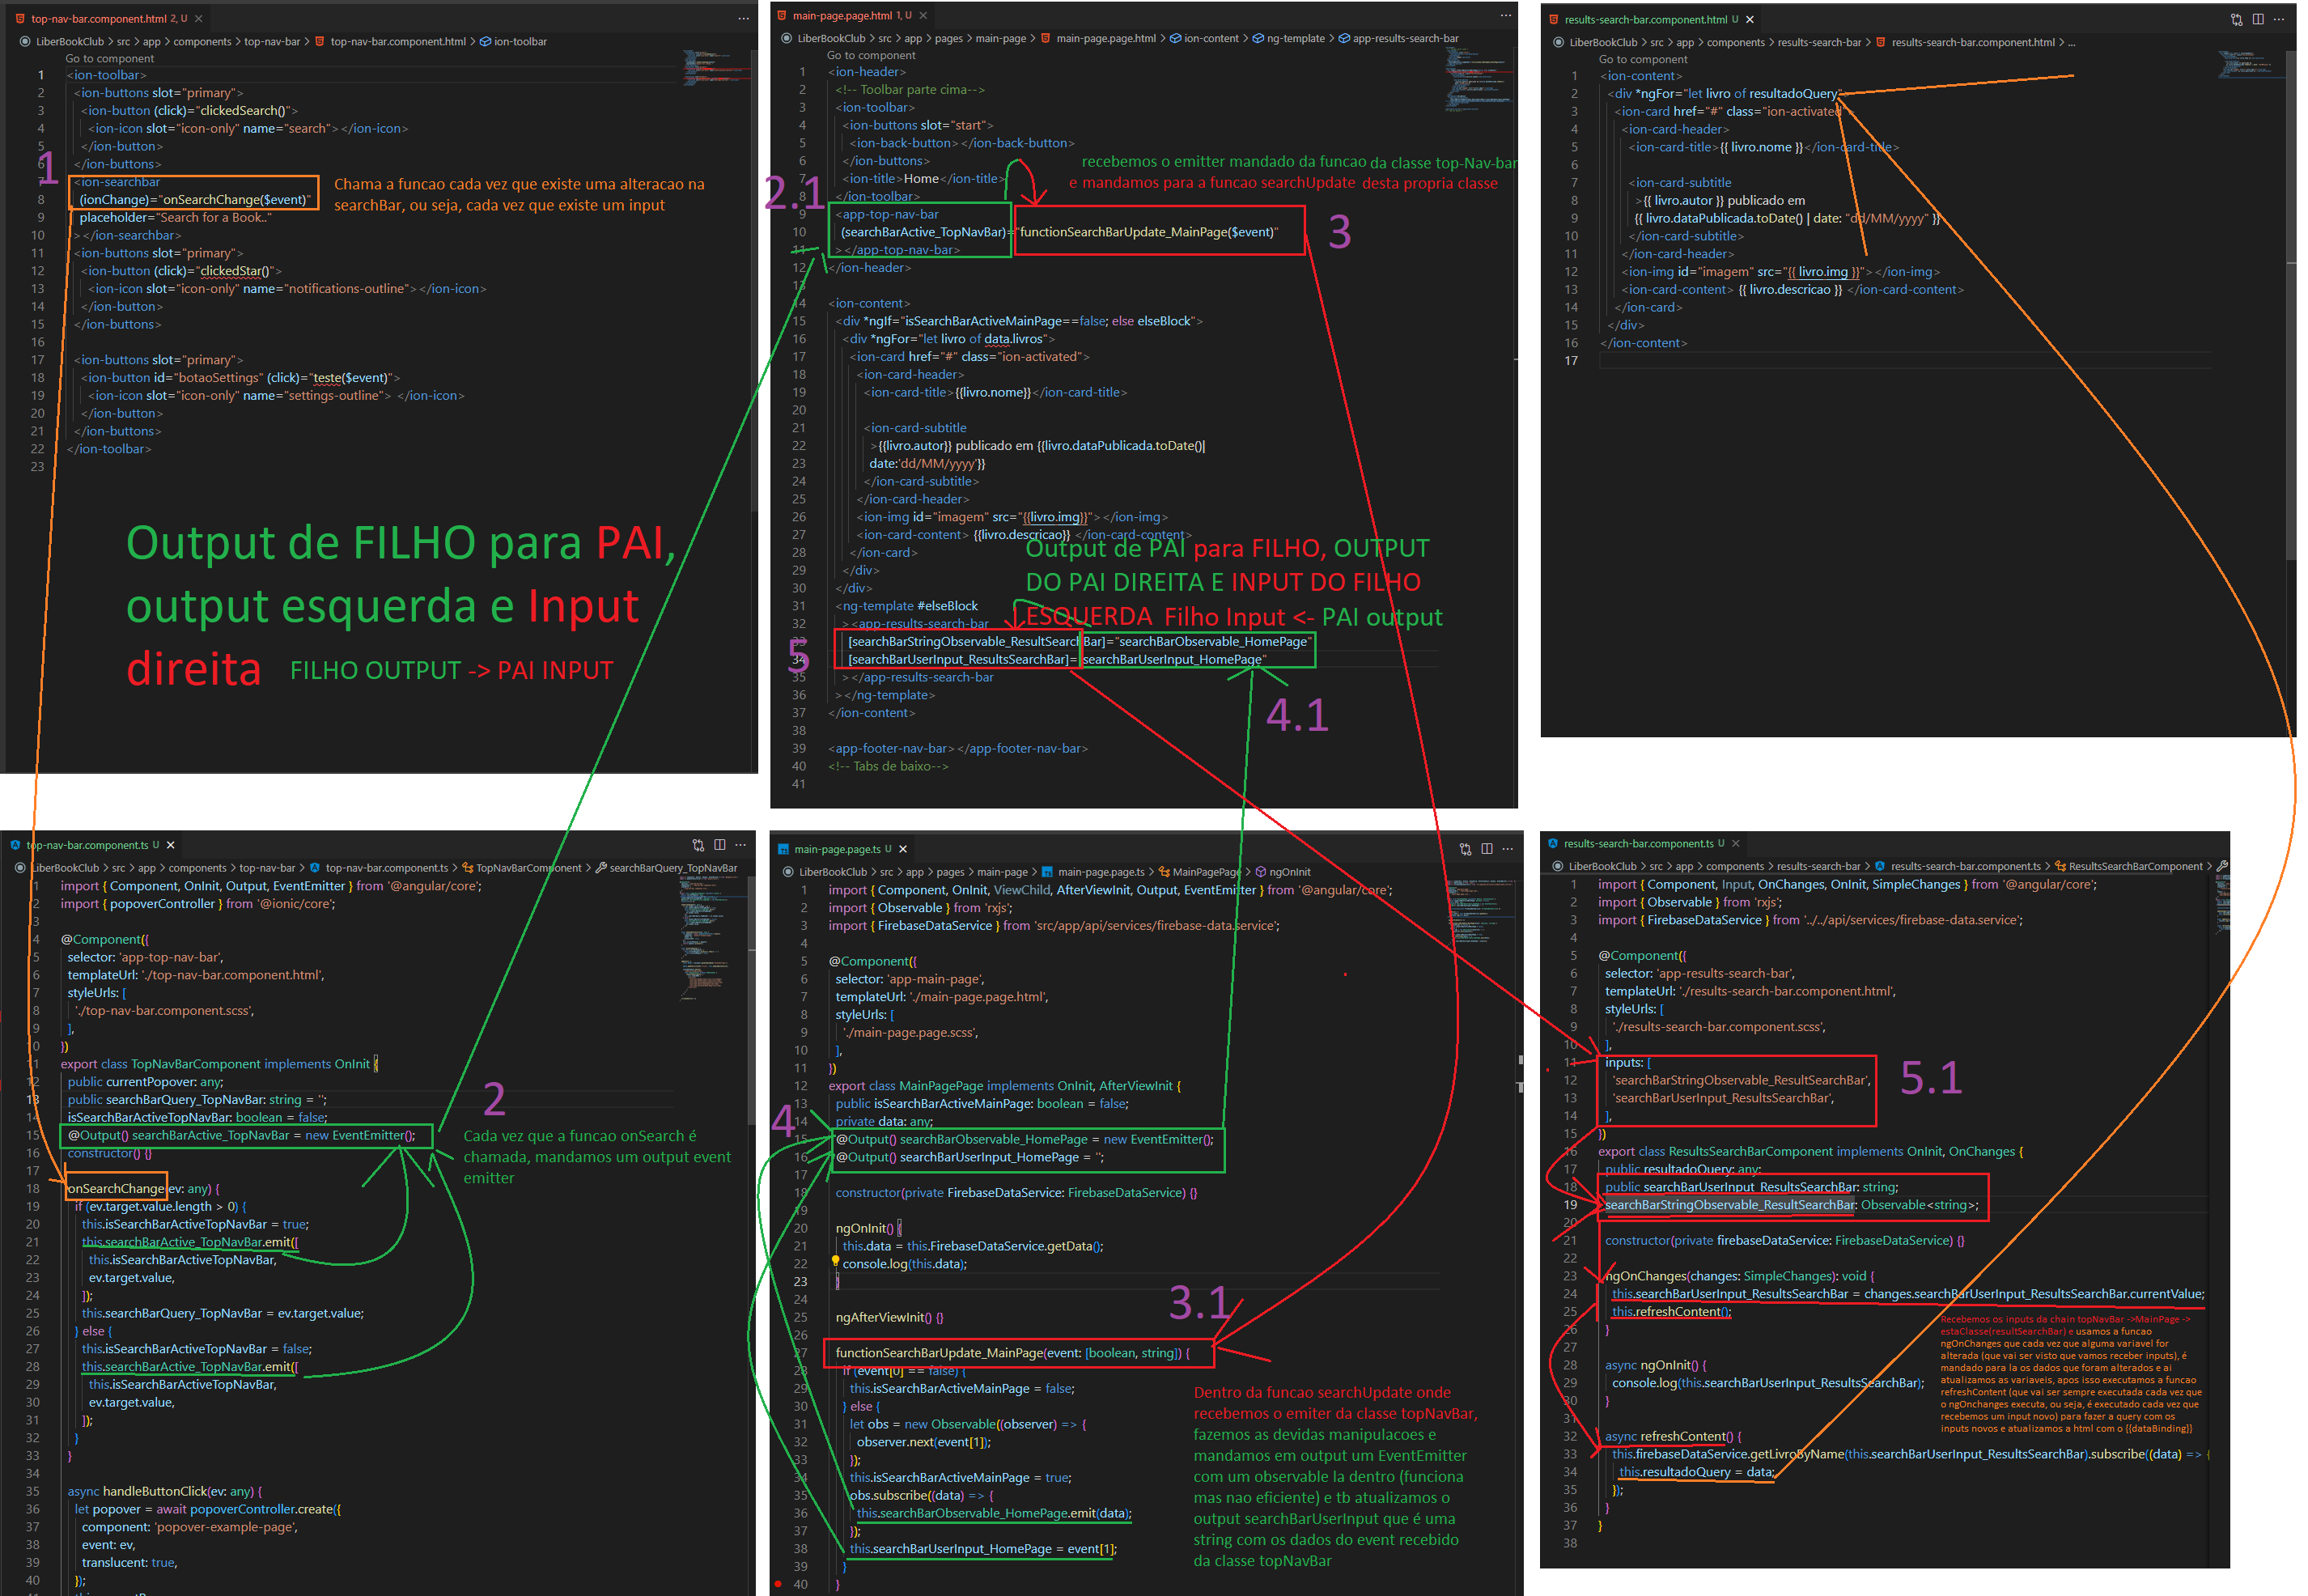 top-nav-bar.component.html 2, U
LiberBookClub > src > app > components > top-nav-bar > top-nav-bar.component.html > ion-toolbar
Go to component
1 <ion-toolbar>
2 <ion-buttons slot="primary">
3 <ion-button (click)="clickedSearch()">
4 <ion-icon slot="icon-only" name="search"></ion-icon>
5 </ion-button>
6 </ion-buttons>
7 <ion-searchbar
8 (ionChange)="onSearchChange($event)"
9 placeholder="Search for a Book.."
10 ></ion-searchbar>
11 <ion-buttons slot="primary">
12 <ion-button (click)="clickedStar()">
13 <ion-icon slot="icon-only" name="notifications-outline"></ion-icon>
14 </ion-button>
15 </ion-buttons>
16
17 <ion-buttons slot="primary">
18 <ion-button id="botaoSettings" (click)="teste($event)">
19 <ion-icon slot="icon-only" name="settings-outline"> </ion-icon>
20 </ion-button>
21 </ion-buttons>
22 </ion-toolbar>
23
1
Chama a funcao cada vez que existe uma alteracao na
searchBar, ou seja, cada vez que existe um input
Output de FILHO para PAI,
output esquerda e Input
direita FILHO OUTPUT -> PAI INPUT
main-page.page.html 1, U
LiberBookClub > src > app > pages > main-page > main-page.page.html > ion-content > ng-template > app-results-search-bar
Go to component
1 <ion-header>
2 <!-- Toolbar parte cima-->
3 <ion-toolbar>
4 <ion-buttons slot="start">
5 <ion-back-button></ion-back-button>
6 </ion-buttons>
7 <ion-title>Home</ion-title>
8 </ion-toolbar>
9 <app-top-nav-bar
10 (searchBarActive_TopNavBar)="functionSearchBarUpdate_MainPage($event)"
11 ></app-top-nav-bar>
12 </ion-header>
13
14 <ion-content>
15 <div *ngIf="isSearchBarActiveMainPage==false; else elseBlock">
16 <div *ngFor="let livro of data.livros">
17 <ion-card href="#" class="ion-activated">
18 <ion-card-header>
19 <ion-card-title>{{livro.nome}}</ion-card-title>
20
21 <ion-card-subtitle
22 >{{livro.autor}} publicado em {{livro.dataPublicada.toDate()|
23 date:'dd/MM/yyyy'}}
24 </ion-card-subtitle>
25 </ion-card-header>
26 <ion-img id="imagem" src="{{livro.img}}"></ion-img>
27 <ion-card-content> {{livro.descricao}} </ion-card-content>
28 </ion-card>
29 </div>
30 </div>
31 <ng-template #elseBlock
32 ><app-results-search-bar
33 [searchBarStringObservable_ResultSearchBar]="searchBarObservable_HomePage"
34 [searchBarUserInput_ResultsSearchBar]="searchBarUserInput_HomePage"
35 ></app-results-search-bar
36 ></ng-template>
37 </ion-content>
38
39 <app-footer-nav-bar></app-footer-nav-bar>
40 <!-- Tabs de baixo-->
41
recebemos o emitter mandado da funcao da classe top-Nav-bar
e mandamos para a funcao searchUpdate desta propria classe
2.1
3
Output de PAI para FILHO, OUTPUT
DO PAI DIREITA E INPUT DO FILHO
ESQUERDA Filho Input <- PAI output
5
4.1
results-search-bar.component.html U
LiberBookClub > src > app > components > results-search-bar > results-search-bar.component.html > ...
Go to component
1 <ion-content>
2 <div *ngFor="let livro of resultadoQuery"
3 <ion-card href="#" class="ion-activated">
4 <ion-card-header>
5 <ion-card-title>{{ livro.nome }}</ion-card-title>
6
7 <ion-card-subtitle
8 >{{ livro.autor }} publicado em
9 {{ livro.dataPublicada.toDate() | date: "dd/MM/yyyy" }}
10 </ion-card-subtitle>
11 </ion-card-header>
12 <ion-img id="imagem" src="{{ livro.img }}"></ion-img>
13 <ion-card-content> {{ livro.descricao }} </ion-card-content>
14 </ion-card>
15 </div>
16 </ion-content>
17
top-nav-bar.component.ts U
LiberBookClub > src > app > components > top-nav-bar > top-nav-bar.component.ts > TopNavBarComponent > searchBarQuery_TopNavBar
1 import { Component, OnInit, Output, EventEmitter } from '@angular/core';
2 import { popoverController } from '@ionic/core';
3
4 @Component({
5 selector: 'app-top-nav-bar',
6 templateUrl: './top-nav-bar.component.html',
7 styleUrls: [
8 './top-nav-bar.component.scss',
9 ],
10 })
11 export class TopNavBarComponent implements OnInit {
12 public currentPopover: any;
13 public searchBarQuery_TopNavBar: string = '';
14 isSearchBarActiveTopNavBar: boolean = false;
15 @Output() searchBarActive_TopNavBar = new EventEmitter();
16 constructor() {}
17
18 onSearchChange(ev: any) {
19 if (ev.target.value.length > 0) {
20 this.isSearchBarActiveTopNavBar = true;
21 this.searchBarActive_TopNavBar.emit([
22 this.isSearchBarActiveTopNavBar,
23 ev.target.value,
24 ]);
25 this.searchBarQuery_TopNavBar = ev.target.value;
26 } else {
27 this.isSearchBarActiveTopNavBar = false;
28 this.searchBarActive_TopNavBar.emit([
29 this.isSearchBarActiveTopNavBar,
30 ev.target.value,
31 ]);
32 }
33 }
34
35 async handleButtonClick(ev: any) {
36 let popover = await popoverController.create({
37 component: 'popover-example-page',
38 event: ev,
39 translucent: true,
40 });
2
Cada vez que a funcao onSearch é
chamada, mandamos um output event
emitter
main-page.page.ts U
LiberBookClub > src > app > pages > main-page > main-page.page.ts > MainPagePage > ngOnInit
1 import { Component, OnInit, ViewChild, AfterViewInit, Output, EventEmitter } from '@angular/core';
2 import { Observable } from 'rxjs';
3 import { FirebaseDataService } from 'src/app/api/services/firebase-data.service';
4
5 @Component({
6 selector: 'app-main-page',
7 templateUrl: './main-page.page.html',
8 styleUrls: [
9 './main-page.page.scss',
10 ],
11 })
12 export class MainPagePage implements OnInit, AfterViewInit {
13 public isSearchBarActiveMainPage: boolean = false;
14 private data: any;
15 @Output() searchBarObservable_HomePage = new EventEmitter();
16 @Output() searchBarUserInput_HomePage = '';
17
18 constructor(private FirebaseDataService: FirebaseDataService) {}
19
20 ngOnInit() {
21 this.data = this.FirebaseDataService.getData();
22 console.log(this.data);
23 }
24
25 ngAfterViewInit() {}
26
27 functionSearchBarUpdate_MainPage(event: [boolean, string]) {
28 if (event[0] == false) {
29 this.isSearchBarActiveMainPage = false;
30 } else {
31 let obs = new Observable((observer) => {
32 observer.next(event[1]);
33 });
34 this.isSearchBarActiveMainPage = true;
35 obs.subscribe((data) => {
36 this.searchBarObservable_HomePage.emit(data);
37 });
38 this.searchBarUserInput_HomePage = event[1];
39 }
40 }
4
3.1
Dentro da funcao searchUpdate onde
recebemos o emiter da classe topNavBar,
fazemos as devidas manipulacoes e
mandamos em output um EventEmitter
com um observable la dentro (funciona
mas nao eficiente) e tb atualizamos o
output searchBarUserInput que é uma
string com os dados do event recebido
da classe topNavBar
results-search-bar.component.ts U
LiberBookClub > src > app > components > results-search-bar > results-search-bar.component.ts > ResultsSearchBarComponent >
1 import { Component, Input, OnChanges, OnInit, SimpleChanges } from '@angular/core';
2 import { Observable } from 'rxjs';
3 import { FirebaseDataService } from '../../api/services/firebase-data.service';
4
5 @Component({
6 selector: 'app-results-search-bar',
7 templateUrl: './results-search-bar.component.html',
8 styleUrls: [
9 './results-search-bar.component.scss',
10 ],
11 inputs: [
12 'searchBarStringObservable_ResultSearchBar',
13 'searchBarUserInput_ResultsSearchBar',
14 ],
15 })
16 export class ResultsSearchBarComponent implements OnInit, OnChanges {
17 public resultadoQuery: any;
18 public searchBarUserInput_ResultsSearchBar: string;
19 searchBarStringObservable_ResultSearchBar: Observable<string>;
20
21 constructor(private firebaseDataService: FirebaseDataService) {}
22
23 ngOnChanges(changes: SimpleChanges): void {
24 this.searchBarUserInput_ResultsSearchBar = changes.searchBarUserInput_ResultsSearchBar.currentValue;
25 this.refreshContent();
26 }
27
28 async ngOnInit() {
29 console.log(this.searchBarUserInput_ResultsSearchBar);
30 }
31
32 async refreshContent() {
33 this.firebaseDataService.getLivroByName(this.searchBarUserInput_ResultsSearchBar).subscribe((data) => {
34 this.resultadoQuery = data;
35 });
36 }
37 }
38
5.1
Recebemos os inputs da chain topNavBar ->MainPage ->
estaClasse(resultSearchBar) e usamos a funcao
ngOnChanges que cada vez que alguma variavel for
alterada (que vai ser visto que vamos receber inputs), é
mandado para la os dados que foram alterados e ai
atualizamos as variaveis, apos isso executamos a funcao
refreshContent (que vai ser sempre executada cada vez que
o ngOnchanges executa, ou seja, é executado cada vez que
recebemos um input novo) para fazer a query com os
inputs novos e atualizamos a html com o {{dataBinding}}